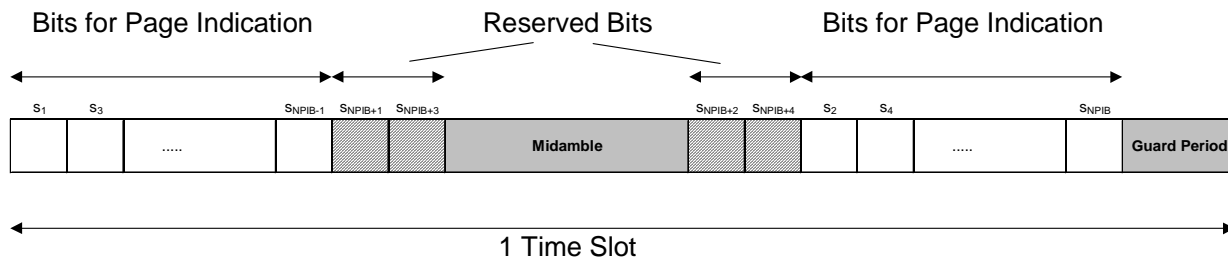 Bits for Page Indication Reserved Bits Bits for Page Indication
s1 s3 sNPIB-1 sNPIB+1 sNPIB+3 sNPIB+2 sNPIB+4 s2 s4 sNPIB
..... Midamble ..... Guard Period
1 Time Slot